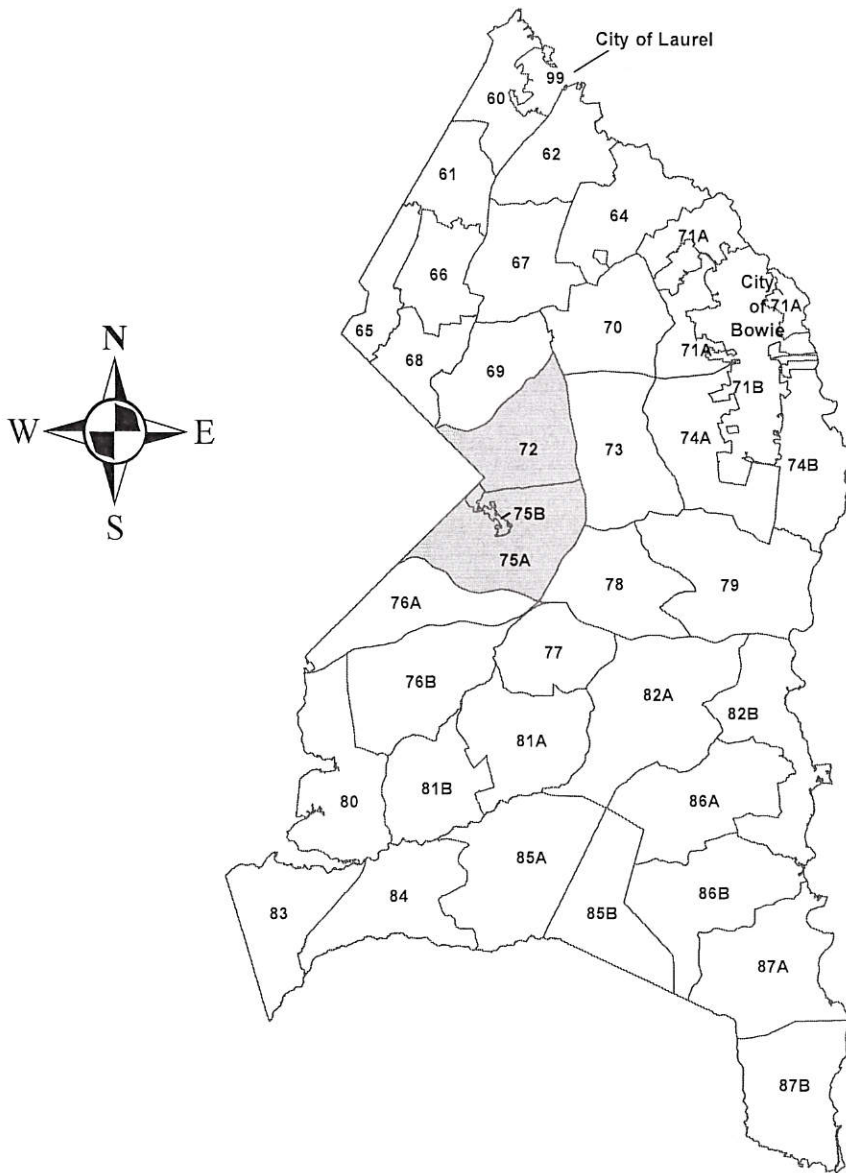 City of Laurel
99
60
62
61
64
71A
66
67
City
of
Bowie
71A
65
70
68
71A
69
71B
N
W
E
S
72
73
74A
74B
75B
75A
76A
78
79
77
76B
82A
82B
81A
81B
80
86A
85A
84
83
85B
86B
87A
87B